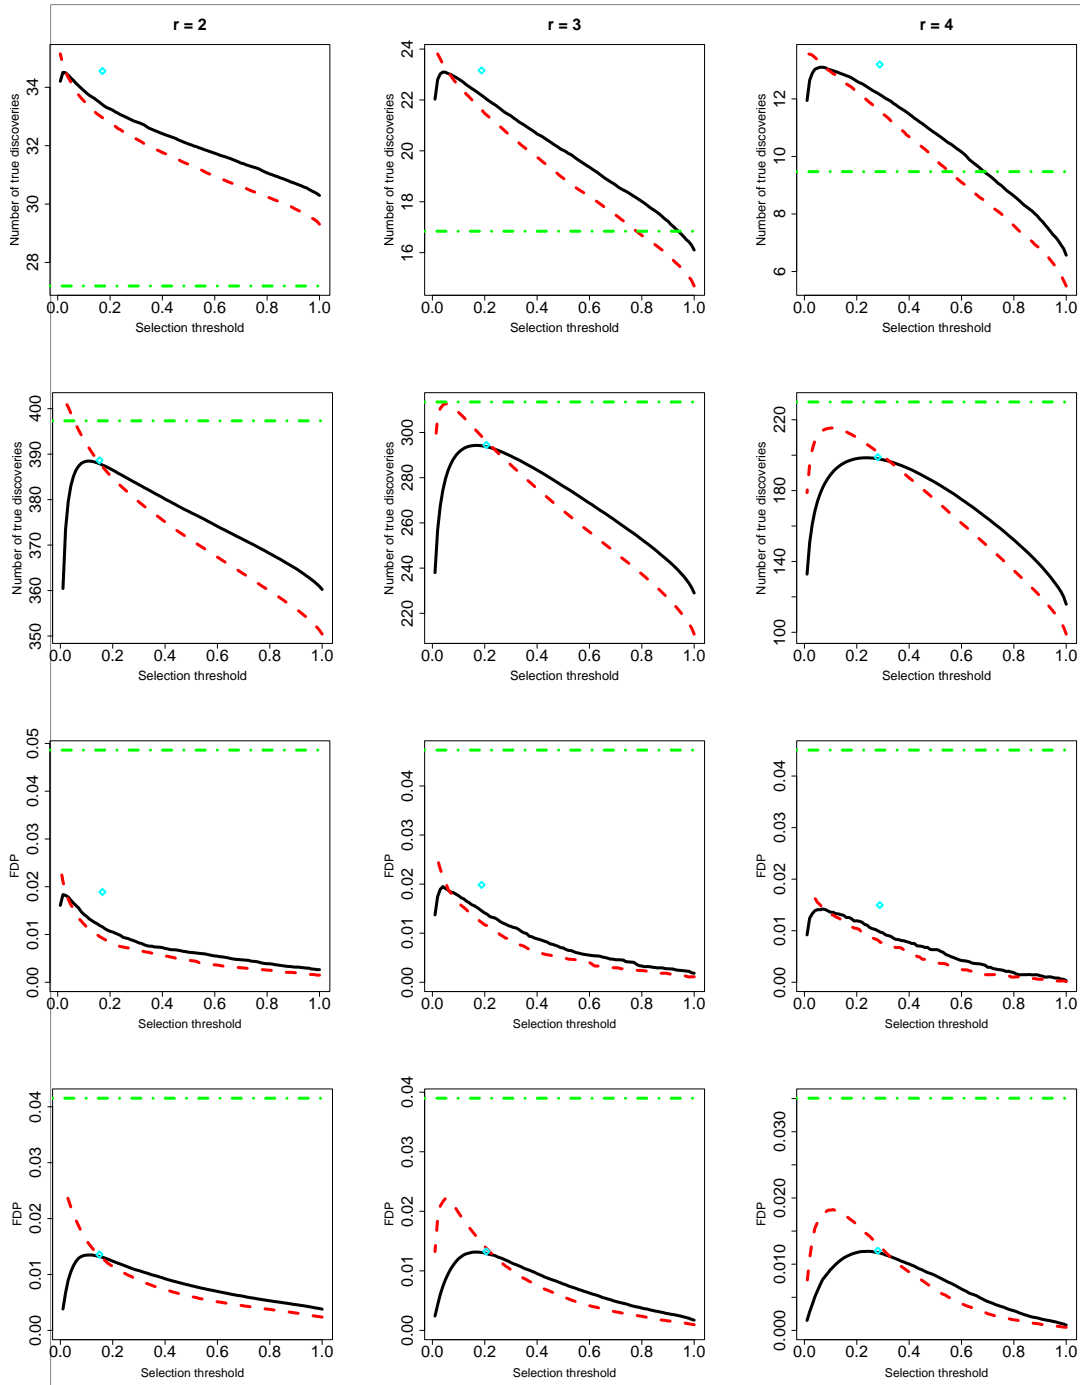 r = 2
r = 3
r = 4
Number of true discoveries
28 30 32 34
0.0 0.2 0.4 0.6 0.8 1.0
Selection threshold
Number of true discoveries
16 18 20 22 24
0.0 0.2 0.4 0.6 0.8 1.0
Selection threshold
Number of true discoveries
6 8 10 12
0.0 0.2 0.4 0.6 0.8 1.0
Selection threshold
Number of true discoveries
350 360 370 380 390 400
0.0 0.2 0.4 0.6 0.8 1.0
Selection threshold
Number of true discoveries
220 240 260 280 300
0.0 0.2 0.4 0.6 0.8 1.0
Selection threshold
Number of true discoveries
100 140 180 220
0.0 0.2 0.4 0.6 0.8 1.0
Selection threshold
FDP
0.00 0.01 0.02 0.03 0.04 0.05
0.0 0.2 0.4 0.6 0.8 1.0
Selection threshold
FDP
0.00 0.01 0.02 0.03 0.04
0.0 0.2 0.4 0.6 0.8 1.0
Selection threshold
FDP
0.00 0.01 0.02 0.03 0.04
0.0 0.2 0.4 0.6 0.8 1.0
Selection threshold
FDP
0.00 0.01 0.02 0.03 0.04
0.0 0.2 0.4 0.6 0.8 1.0
Selection threshold
FDP
0.00 0.01 0.02 0.03 0.04
0.0 0.2 0.4 0.6 0.8 1.0
Selection threshold
FDP
0.000 0.010 0.020 0.030
0.0 0.2 0.4 0.6 0.8 1.0
Selection threshold